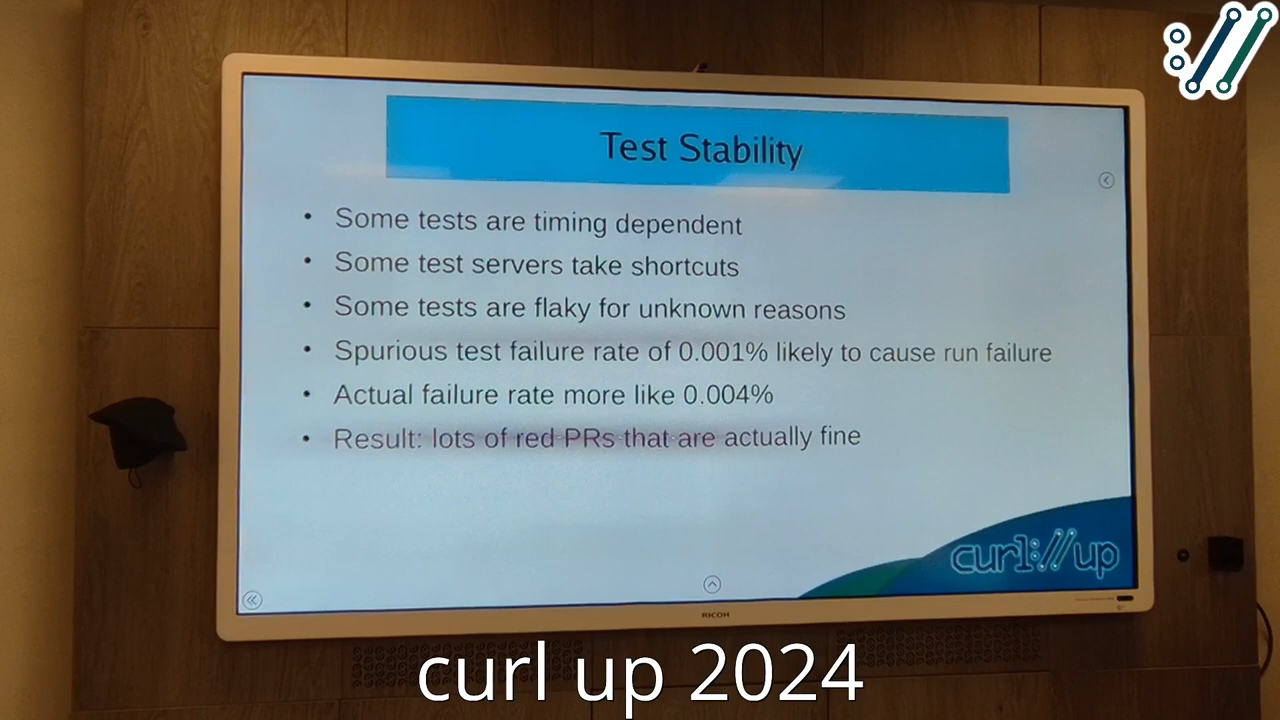 Test Stability
• Some tests are timing dependent
• Some test servers take shortcuts
• Some tests are flaky for unknown reasons
• Spurious test failure rate of 0.001% likely to cause run failure
• Actual failure rate more like 0.004%
• Result: lots of red PRs that are actually fine
curl:// up
RICOH
curl up 2024